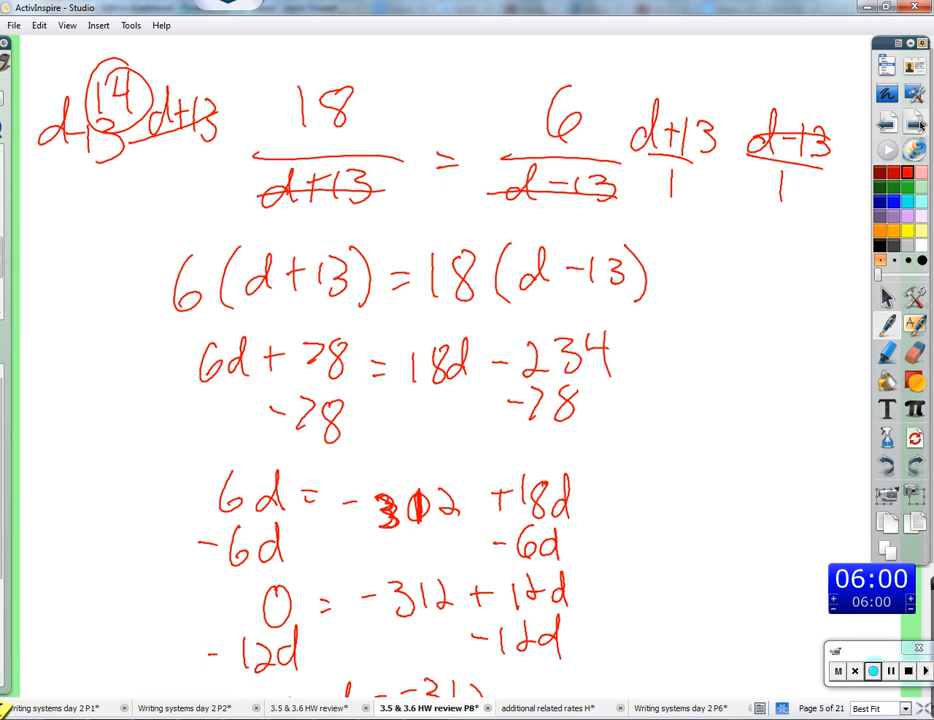 ActivInspire - Studio
File Edit View Insert Tools Help
14
d-13 d+13
18/d+13 = 6/d-13 d+13/1 d-13/1
6(d+13) = 18(d-13)
6d + 78 = 18d - 234
-78 -78
6d = -312 +18d
-6d -6d
0 = -312 + 12d
-12d -12d
06:00
06:00
M
Writing systems day 2 P1* Writing systems day 2 P2* 3.5 & 3.6 HW review* 3.5 & 3.6 HW review P8* additional related rates H* Writing systems day 2 P6* Page 5 of 21 Best Fit